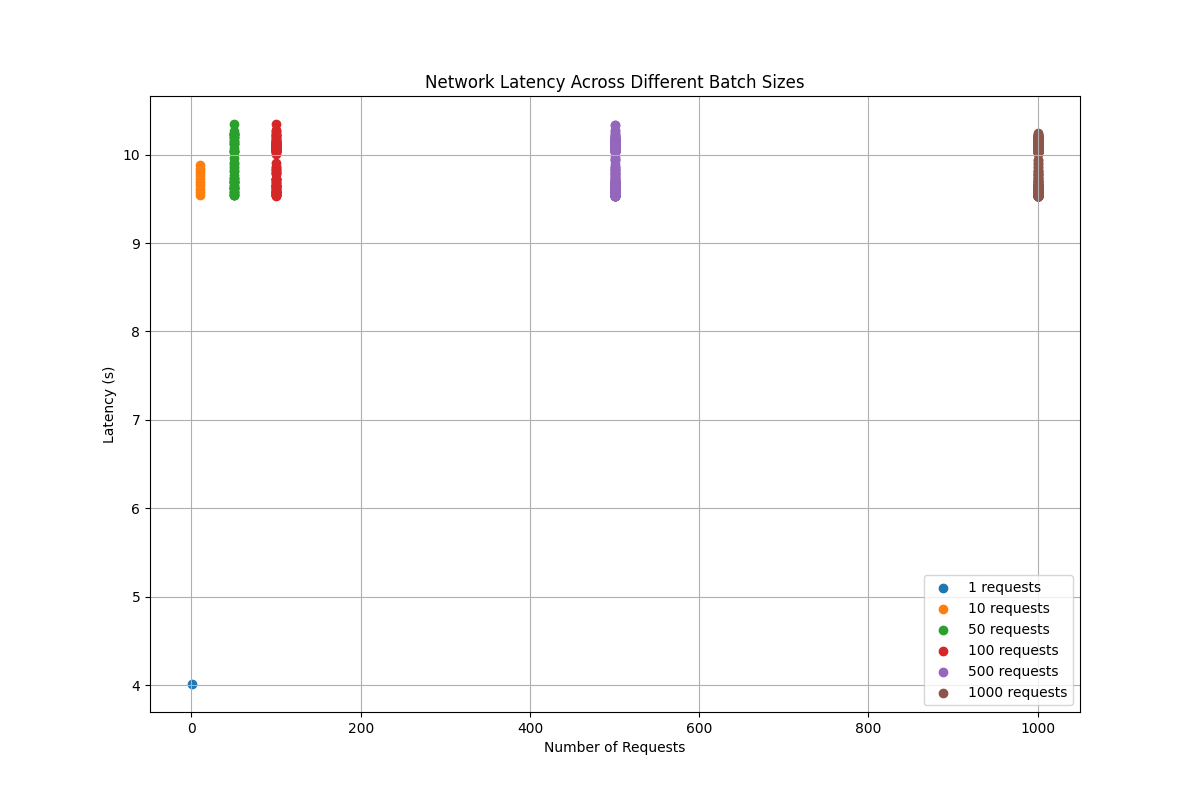 Network Latency Across Different Batch Sizes
Latency (s)
10
9
8
7
6
5
4
0
200
400
600
800
1000
Number of Requests
1 requests
10 requests
50 requests
100 requests
500 requests
1000 requests